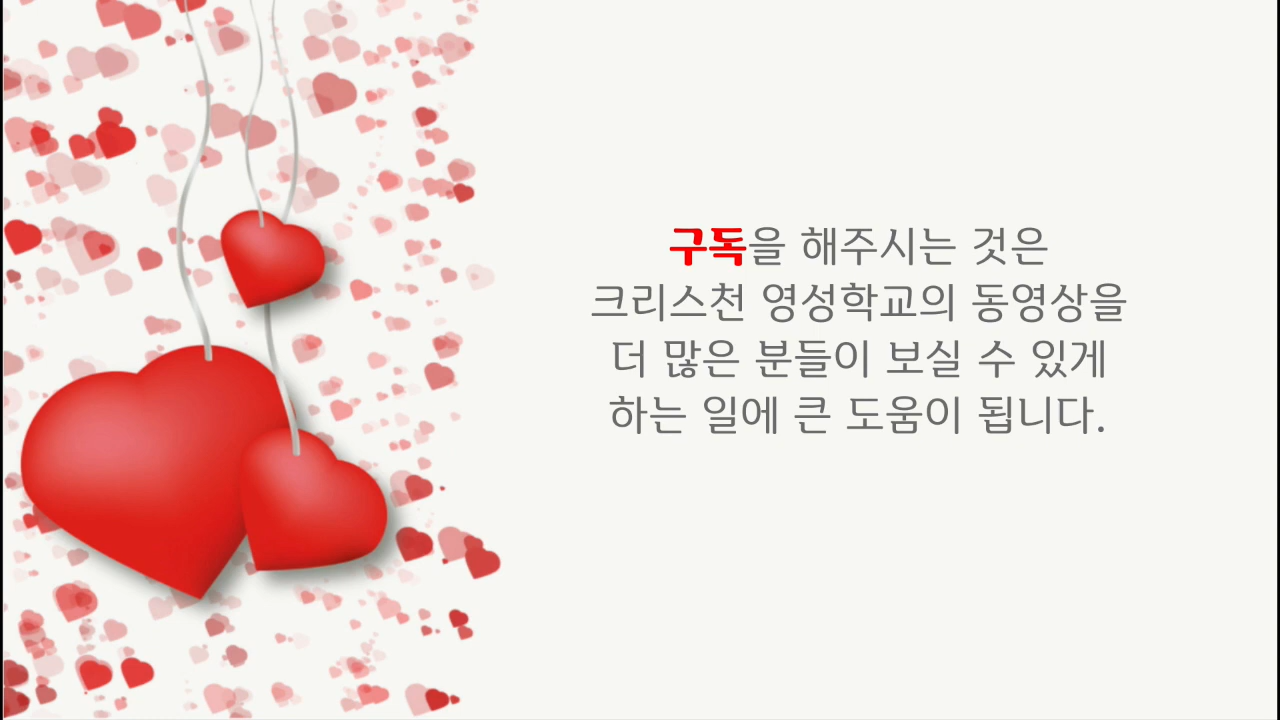 구독을 해주시는 것은
크리스천 영성학교의 동영상을
더 많은 분들이 보실 수 있게
하는 일에 큰 도움이 됩니다.